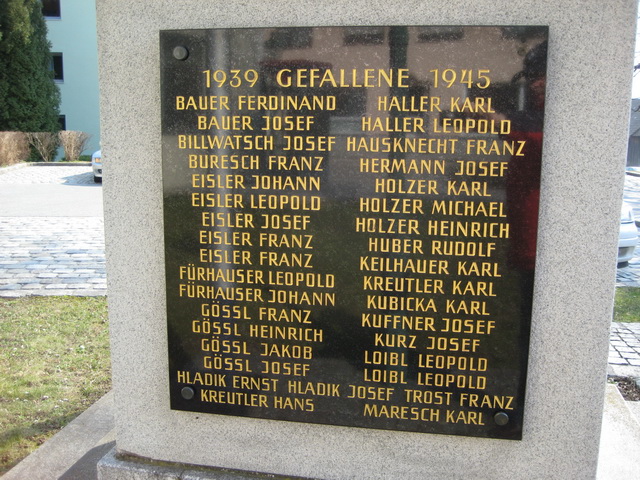 1939 GEFALLENE 1945
BAUER FERDINAND
BAUER JOSEF
BILLWATSCH JOSEF
BURESCH FRANZ
EISLER JOHANN
EISLER LEOPOLD
EISLER JOSEF
EISLER FRANZ
EISLER FRANZ
FÜRHAUSER LEOPOLD
FÜRHAUSER JOHANN
GÖSSL FRANZ
GÖSSL HEINRICH
GÖSSL JAKOB
GÖSSL JOSEF
HALLER KARL
HALLER LEOPOLD
HAUSKNECHT FRANZ
HERMANN JOSEF
HOLZER KARL
HOLZER MICHAEL
HOLZER HEINRICH
HUBER RUDOLF
KEILHAUER KARL
KREUTLER KARL
KUBICKA KARL
KUFFNER JOSEF
KURZ JOSEF
LOIBL LEOPOLD
LOIBL LEOPOLD
HLADIK ERNST HLADIK JOSEF TROST FRANZ
KREUTLER HANS
MARESCH KARL